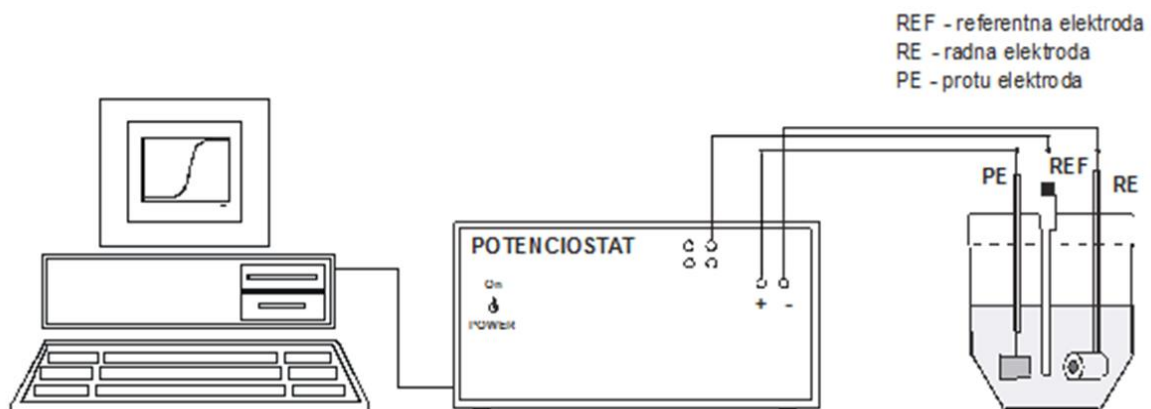 REF - referentna elektroda
RE - radna elektroda
PE - protu elektroda
PE REF RE
POTENCIOSTAT
On
POWER
+ -